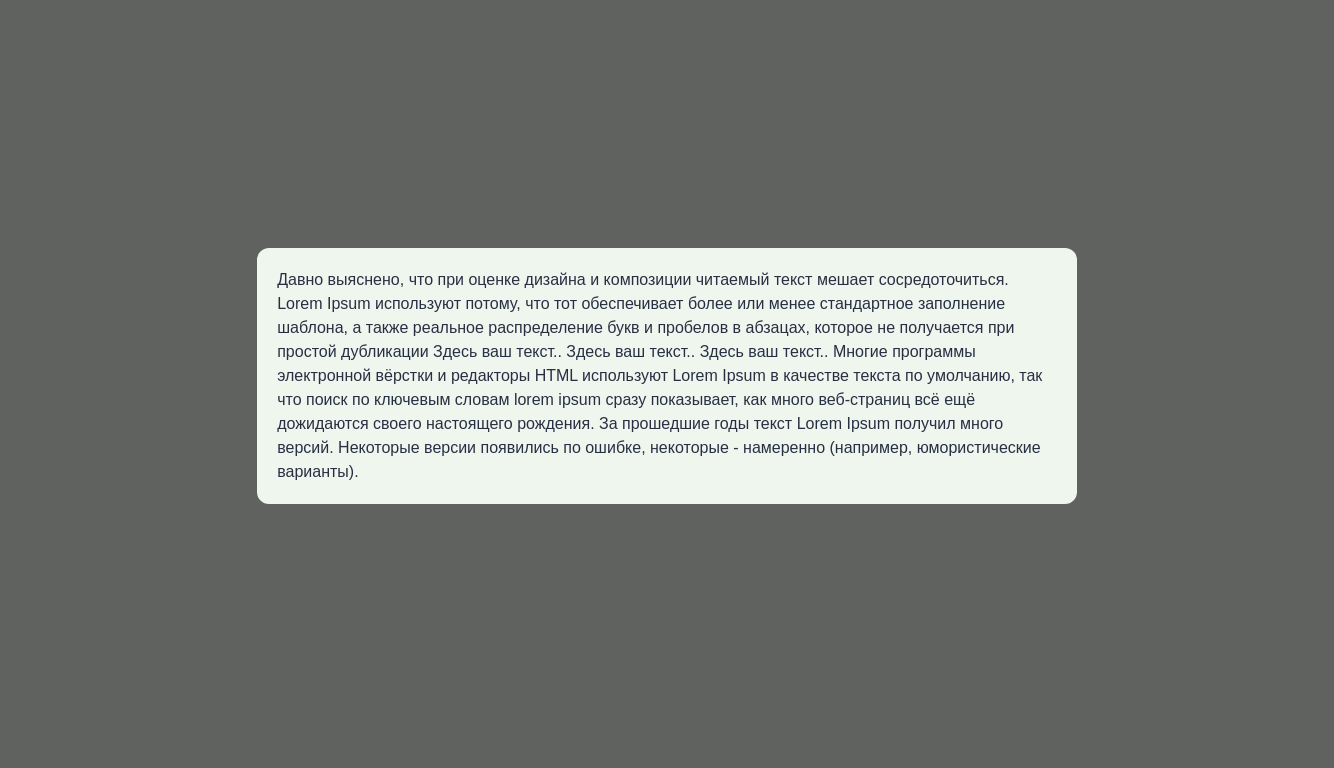 Давно выяснено, что при оценке дизайна и композиции читаемый текст мешает сосредоточиться.
Lorem Ipsum используют потому, что тот обеспечивает более или менее стандартное заполнение
шаблона, а также реальное распределение букв и пробелов в абзацах, которое не получается при
простой дубликации Здесь ваш текст.. Здесь ваш текст.. Здесь ваш текст.. Многие программы
электронной вёрстки и редакторы HTML используют Lorem Ipsum в качестве текста по умолчанию, так
что поиск по ключевым словам lorem ipsum сразу показывает, как много веб-страниц всё ещё
дожидаются своего настоящего рождения. За прошедшие годы текст Lorem Ipsum получил много
версий. Некоторые версии появились по ошибке, некоторые - намеренно (например, юмористические
варианты).